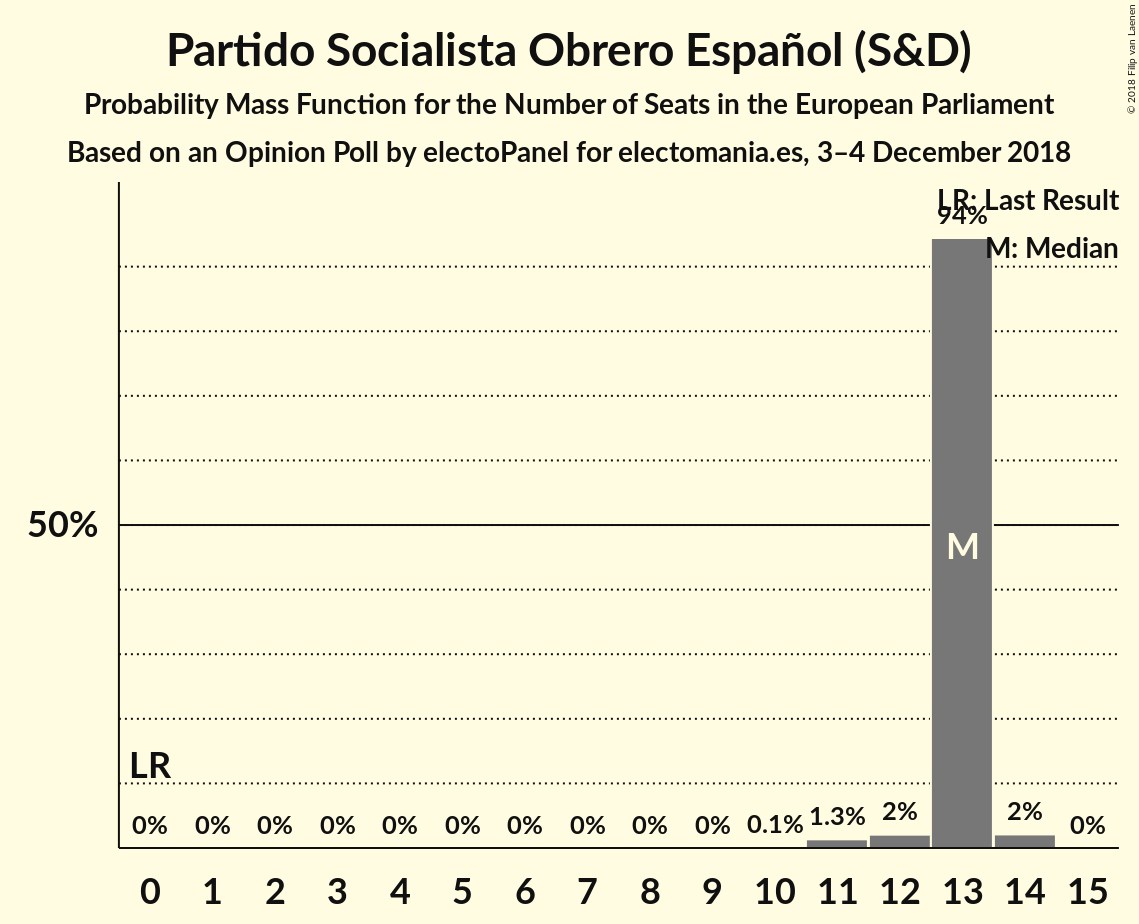 Partido Socialista Obrero Español (S&D)
Probability Mass Function for the Number of Seats in the European Parliament
Based on an Opinion Poll by electoPanel for electomania.es, 3–4 December 2018
© 2018 Filip van Laenen
LR: Last Result
94%
M: Median
50%
M
LR
0% 0% 0% 0% 0% 0% 0% 0% 0% 0% 0.1% 1.3% 2% 2% 0%
0 1 2 3 4 5 6 7 8 9 10 11 12 13 14 15